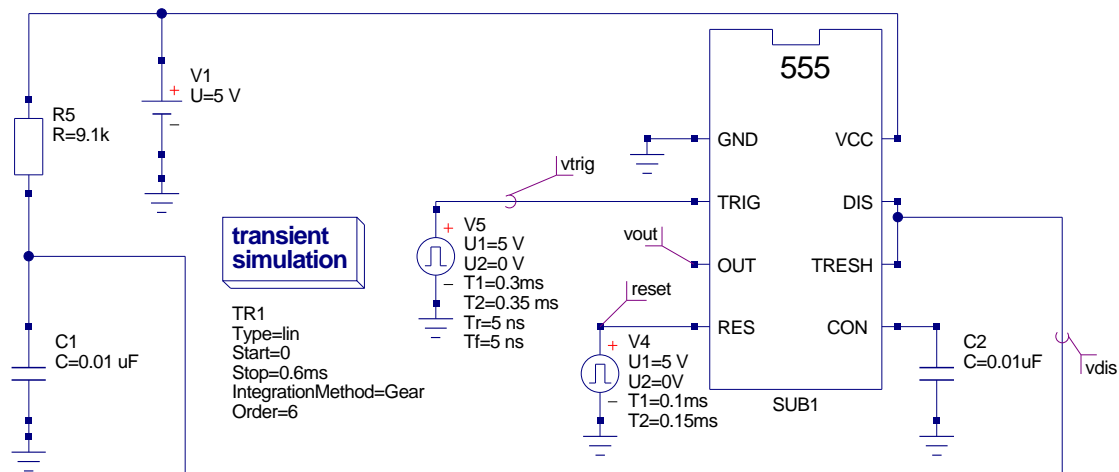 555
V1
U=5 V
R5
R=9.1k
GND
VCC
vtrig
TRIG
DIS
V5
U1=5 V
U2=0 V
T1=0.3ms
T2=0.35 ms
Tr=5 ns
Tf=5 ns
vout
OUT
TRESH
transient
simulation
reset
RES
CON
TR1
Type=lin
Start=0
Stop=0.6ms
IntegrationMethod=Gear
Order=6
V4
U1=5 V
U2=0V
T1=0.1ms
T2=0.15ms
C1
C=0.01 uF
C2
C=0.01uF
vdis
SUB1